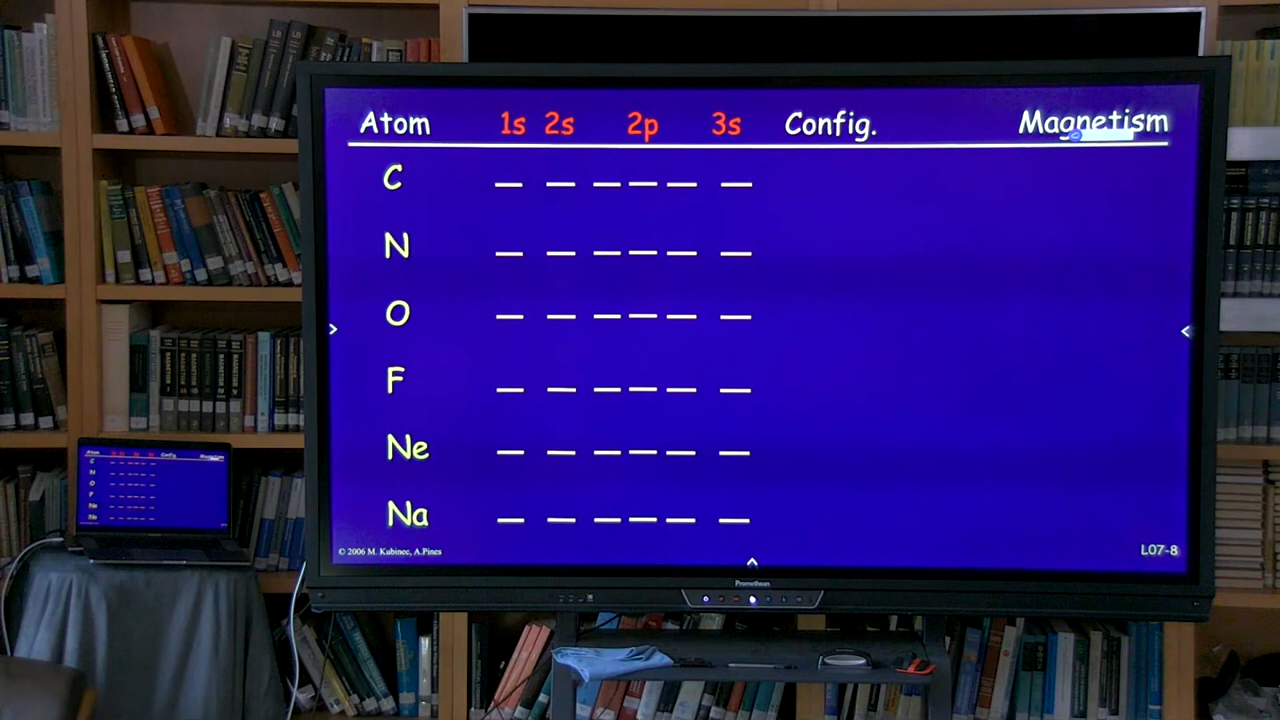 Atom 1s 2s 2p 3s Config. Magnetism
C
N
O
F
Ne
Na
© 2006 M. Kubinec, A.Pines
L07-8
Promethean